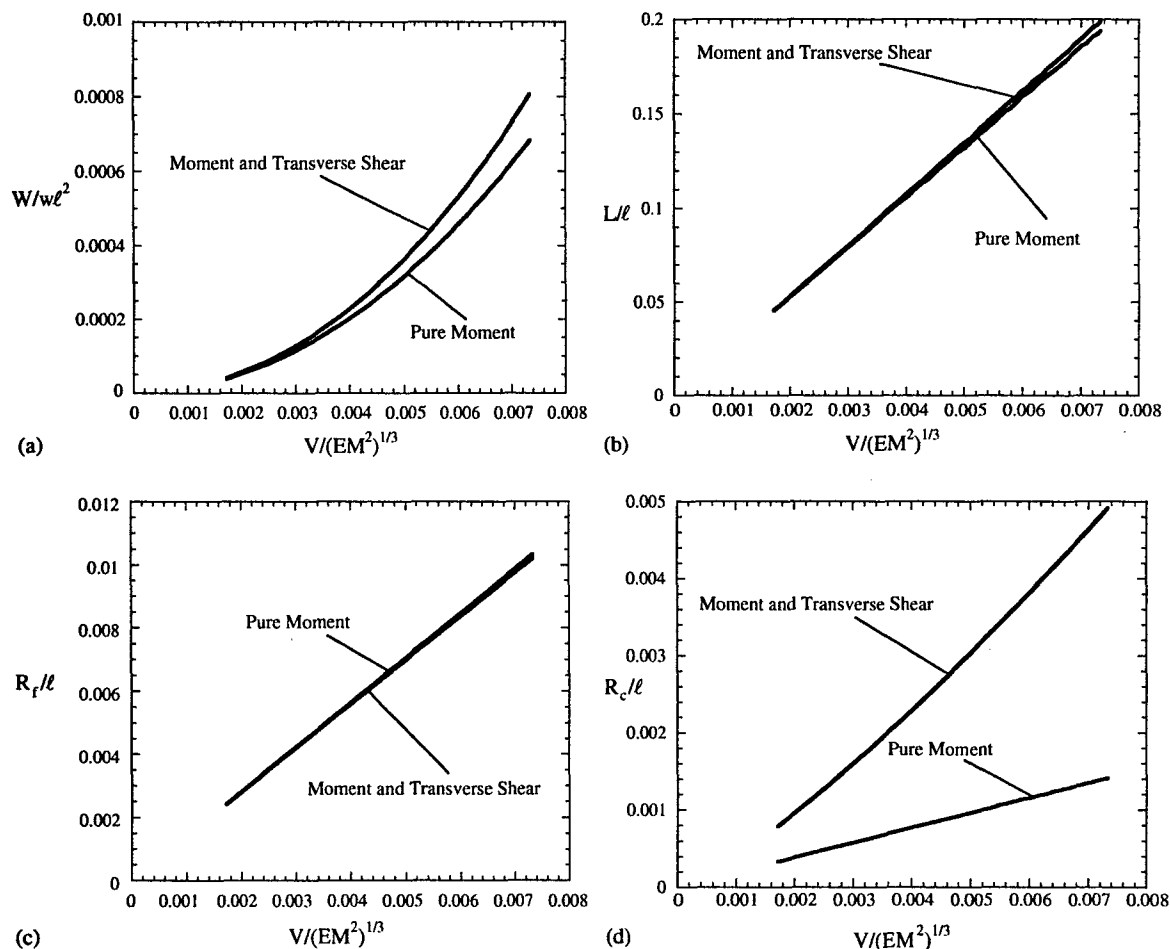 0.001
0.0008
0.0006
0.0004
0.0002
0
W/wℓ²
Moment and Transverse Shear
Pure Moment
0 0.001 0.002 0.003 0.004 0.005 0.006 0.007 0.008
(a)
V/(EM²)^1/3
0.2
0.15
0.1
0.05
0
L/ℓ
Moment and Transverse Shear
Pure Moment
0 0.001 0.002 0.003 0.004 0.005 0.006 0.007 0.008
(b)
V/(EM²)^1/3
0.012
0.01
0.008
0.006
0.004
0.002
0
R_f/ℓ
Pure Moment
Moment and Transverse Shear
0 0.001 0.002 0.003 0.004 0.005 0.006 0.007 0.008
(c)
V/(EM²)^1/3
0.005
0.004
0.003
0.002
0.001
0
R_c/ℓ
Moment and Transverse Shear
Pure Moment
0 0.001 0.002 0.003 0.004 0.005 0.006 0.007 0.008
(d)
V/(EM²)^1/3